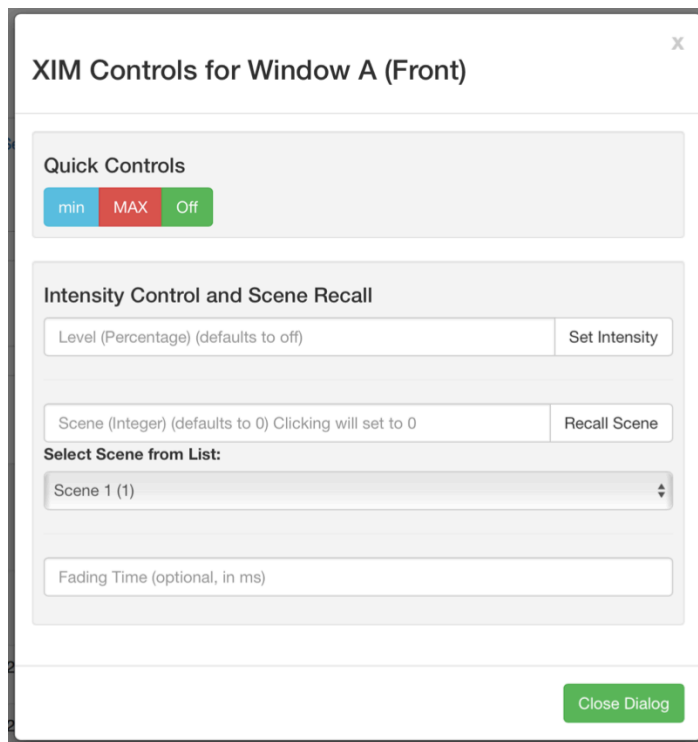 x
XIM Controls for Window A (Front)
Quick Controls
min MAX Off
Intensity Control and Scene Recall
Level (Percentage) (defaults to off) Set Intensity
Scene (Integer) (defaults to 0) Clicking will set to 0 Recall Scene
Select Scene from List:
Scene 1 (1)
Fading Time (optional, in ms)
2
Close Dialog
2